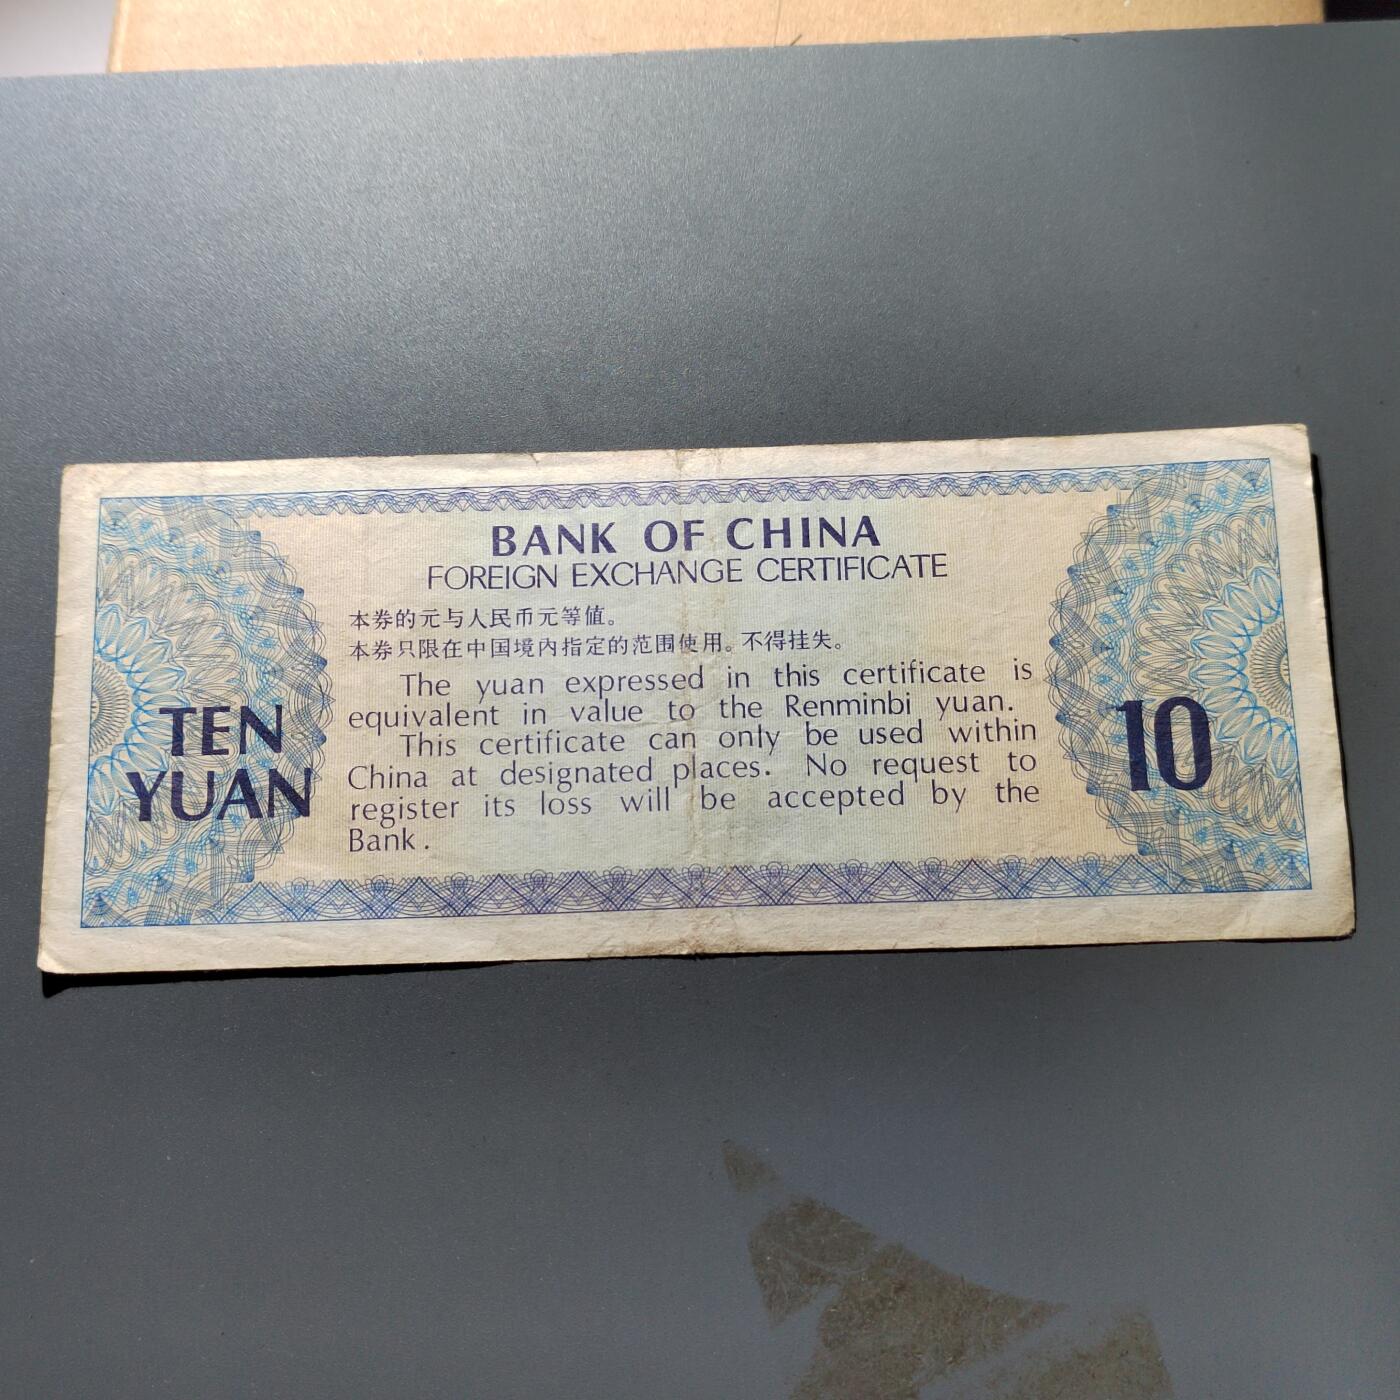 BANK OF CHINA
FOREIGN EXCHANGE CERTIFICATE
本券的元与人民币元等値。
本券只限在中国境内指定的范围使用。不得挂失。
The yuan expressed in this certificate is
equivalent in value to the Renminbi yuan.
This certificate can only be used within
China at designated places. No request to
register its loss will be accepted by the
Bank.
TEN
YUAN
10